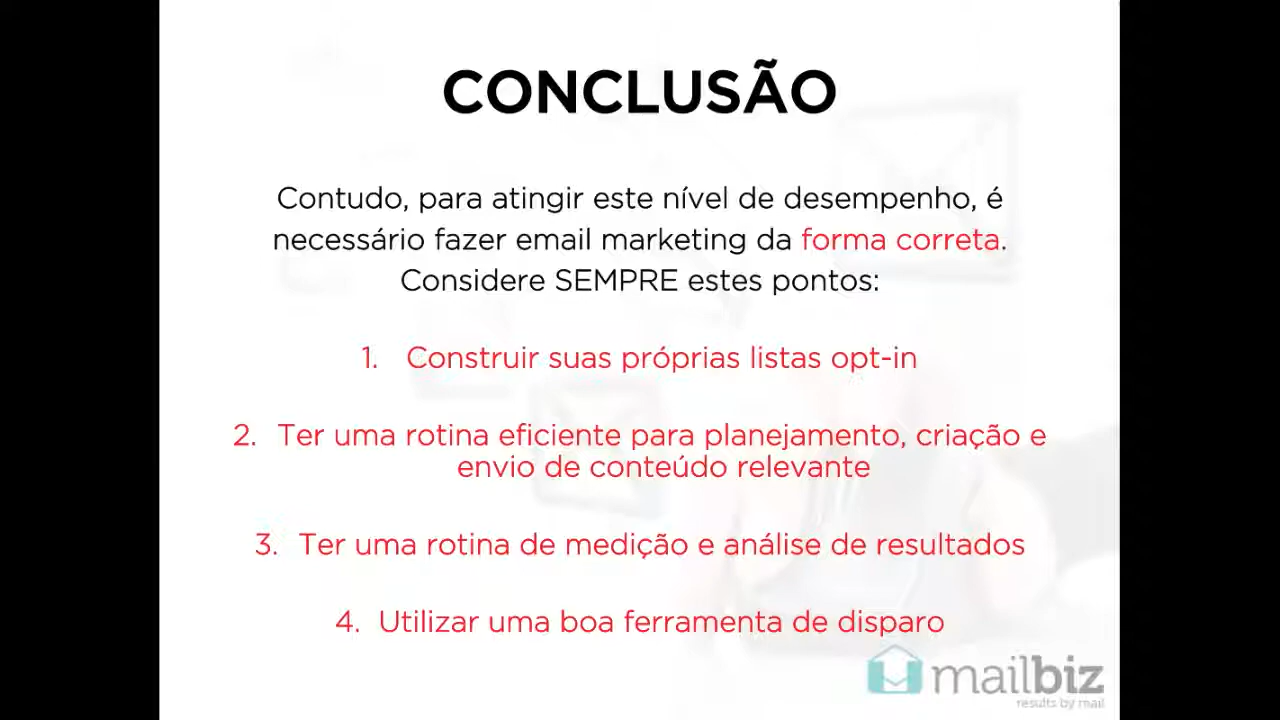 CONCLUSÃO
Contudo, para atingir este nível de desempenho, é
necessário fazer email marketing da forma correta.
Considere SEMPRE estes pontos:
1. Construir suas próprias listas opt-in
2. Ter uma rotina eficiente para planejamento, criação e
envio de conteúdo relevante
3. Ter uma rotina de medição e análise de resultados
4. Utilizar uma boa ferramenta de disparo
mailbiz
results by mail